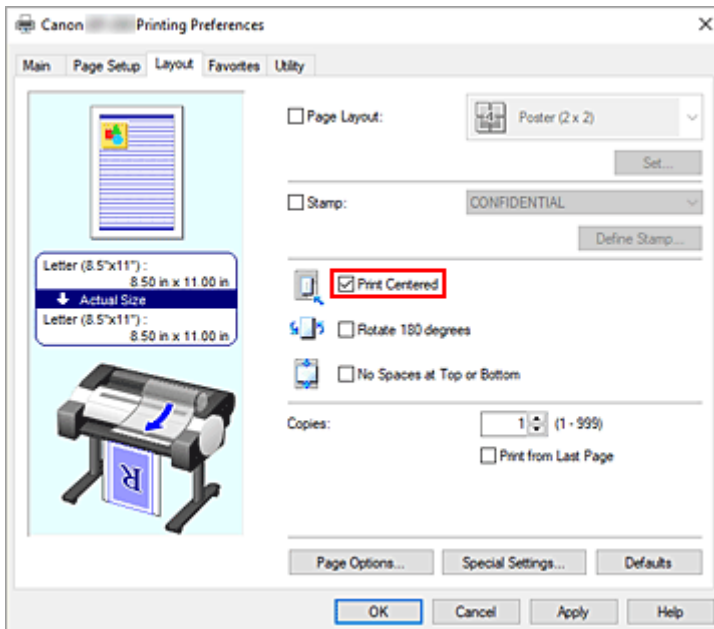 Canon Printing Preferences
Main Page Setup Layout Favorites Utility
Page Layout:
Poster (2 x 2)
Set...
Stamp:
CONFIDENTIAL
Define Stamp...
Letter (8.5"x11") :
8.50 in x 11.00 in
Actual Size
Letter (8.5"x11") :
8.50 in x 11.00 in
Print Centered
Rotate 180 degrees
No Spaces at Top or Bottom
Copies: 1 (1 - 999)
Print from Last Page
R
Page Options... Special Settings... Defaults
OK Cancel Apply Help